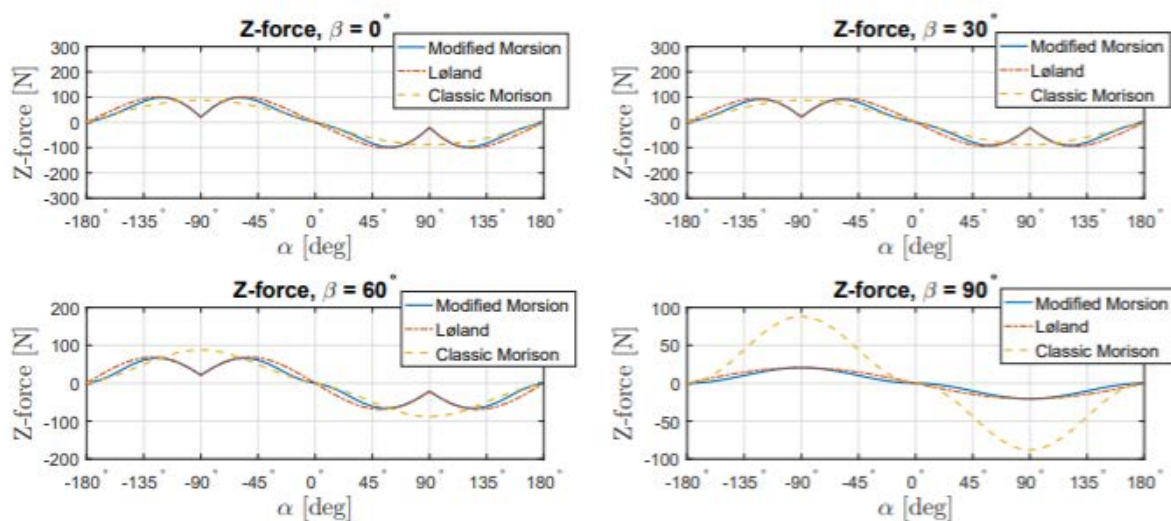 Z-force, β = 0°
Z-force [N]
300
200
100
0
-100
-200
-300
-180° -135° -90° -45° 0° 45° 90° 135° 180°
α [deg]
Modified Morsion
Løland
Classic Morison
Z-force, β = 30°
Z-force [N]
300
200
100
0
-100
-200
-300
-180° -135° -90° -45° 0° 45° 90° 135° 180°
α [deg]
Modified Morsion
Løland
Classic Morison
Z-force, β = 60°
Z-force [N]
200
100
0
-100
-200
-180° -135° -90° -45° 0° 45° 90° 135° 180°
α [deg]
Modified Morsion
Løland
Classic Morison
Z-force, β = 90°
Z-force [N]
100
50
0
-50
-100
-180° -135° -90° -45° 0° 45° 90° 135° 180°
α [deg]
Modified Morsion
Løland
Classic Morison